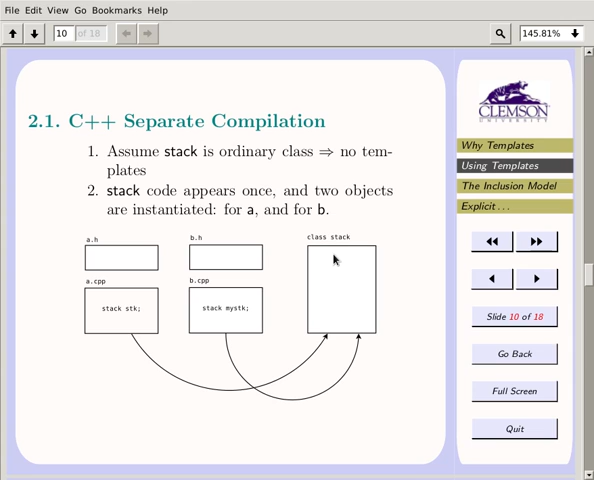 File Edit View Go Bookmarks Help
10 of 18
145.81%
2.1. C++ Separate Compilation
1. Assume stack is ordinary class ⇒ no tem-
plates
2. stack code appears once, and two objects
are instantiated: for a, and for b.
a.h
b.h
class stack
a.cpp
b.cpp
stack stk;
stack mystk;
CLEMSON
UNIVERSITY
Why Templates
Using Templates
The Inclusion Model
Explicit . . .
Slide 10 of 18
Go Back
Full Screen
Quit